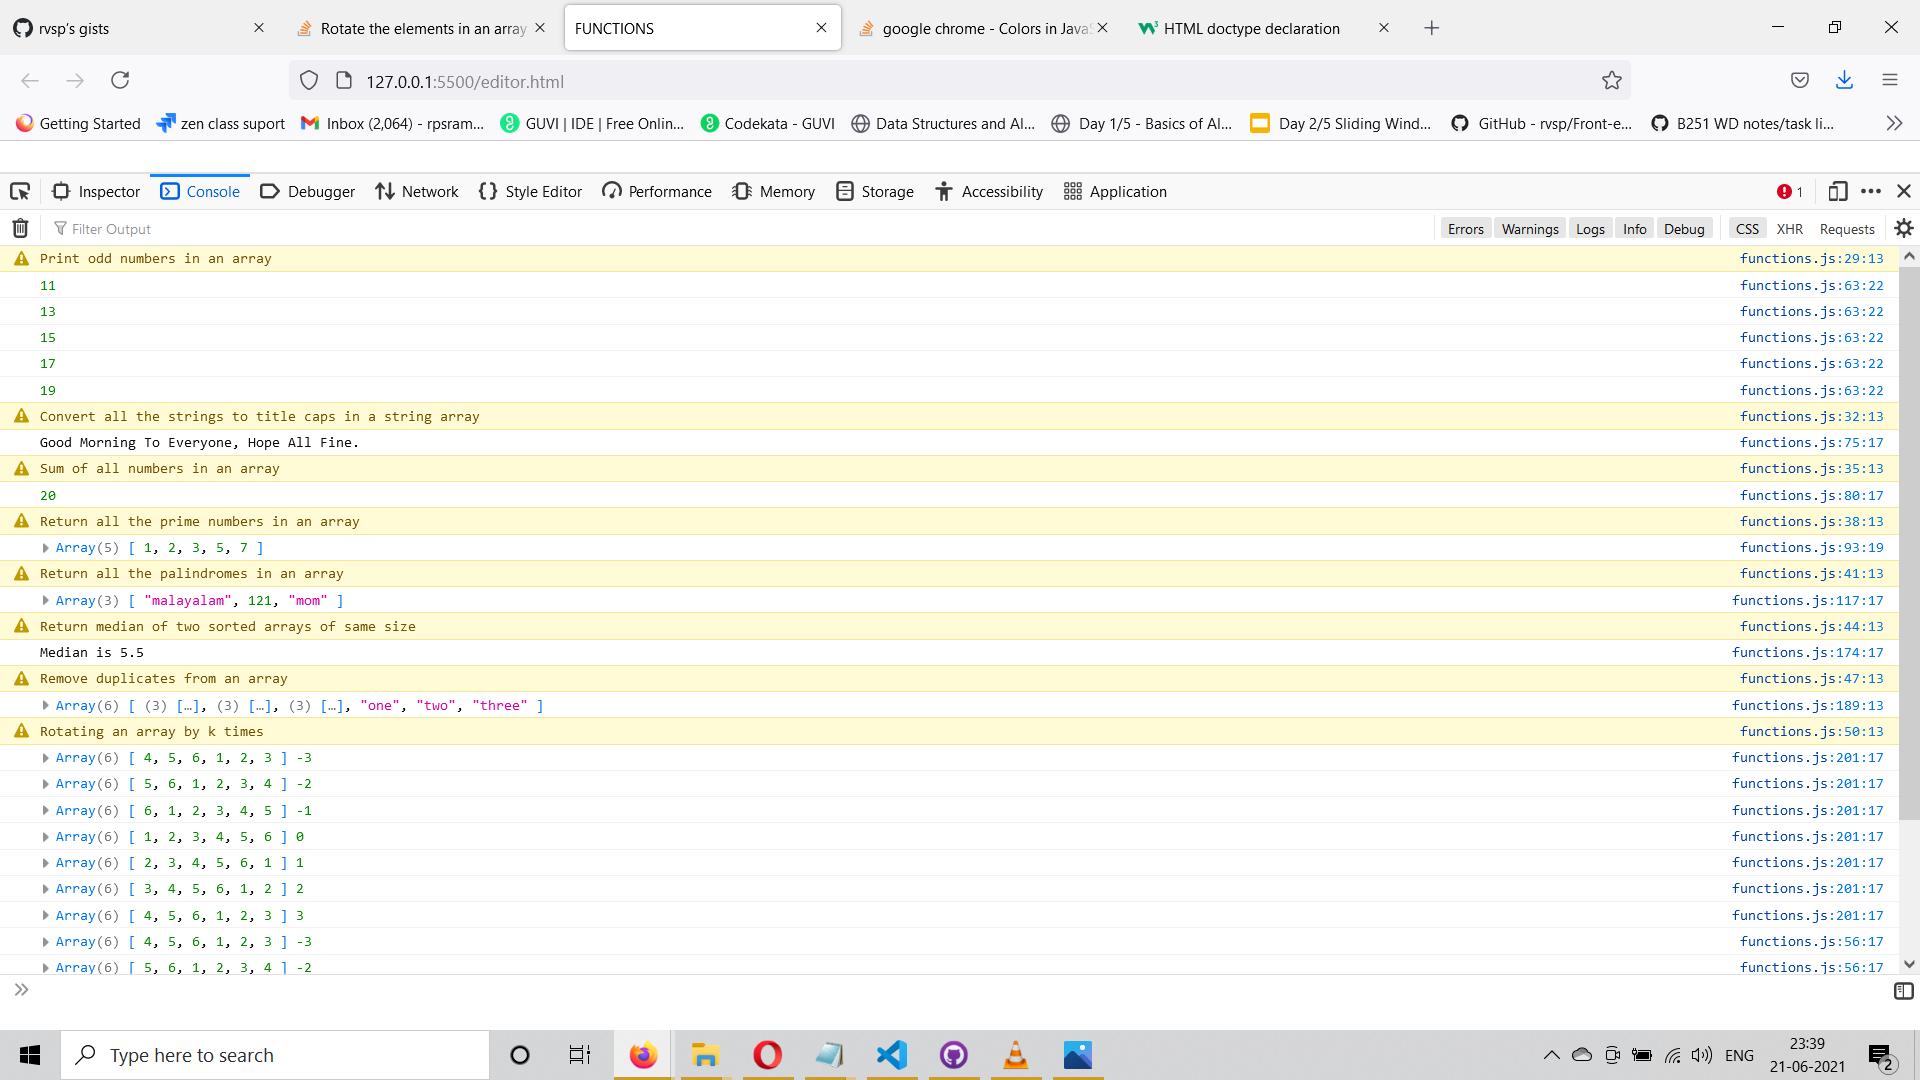 rvsp's gists
Rotate the elements in an array
FUNCTIONS
google chrome - Colors in JavaS
HTML doctype declaration
127.0.0.1:5500/editor.html
Getting Started
zen class suport
Inbox (2,064) - rpsram...
GUVI | IDE | Free Onlin...
Codekata - GUVI
Data Structures and Al...
Day 1/5 - Basics of Al...
Day 2/5 Sliding Wind...
GitHub - rvsp/Front-e...
B251 WD notes/task li...
Inspector
Console
Debugger
Network
Style Editor
Performance
Memory
Storage
Accessibility
Application
1
Filter Output
Errors
Warnings
Logs
Info
Debug
CSS
XHR
Requests
Print odd numbers in an array functions.js:29:13
11 functions.js:63:22
13 functions.js:63:22
15 functions.js:63:22
17 functions.js:63:22
19 functions.js:63:22
Convert all the strings to title caps in a string array functions.js:32:13
Good Morning To Everyone, Hope All Fine. functions.js:75:17
Sum of all numbers in an array functions.js:35:13
20 functions.js:80:17
Return all the prime numbers in an array functions.js:38:13
Array(5) [ 1, 2, 3, 5, 7 ] functions.js:93:19
Return all the palindromes in an array functions.js:41:13
Array(3) [ "malayalam", 121, "mom" ] functions.js:117:17
Return median of two sorted arrays of same size functions.js:44:13
Median is 5.5 functions.js:174:17
Remove duplicates from an array functions.js:47:13
Array(6) [ (3) […], (3) […], (3) […], "one", "two", "three" ] functions.js:189:13
Rotating an array by k times functions.js:50:13
Array(6) [ 4, 5, 6, 1, 2, 3 ] -3 functions.js:201:17
Array(6) [ 5, 6, 1, 2, 3, 4 ] -2 functions.js:201:17
Array(6) [ 6, 1, 2, 3, 4, 5 ] -1 functions.js:201:17
Array(6) [ 1, 2, 3, 4, 5, 6 ] 0 functions.js:201:17
Array(6) [ 2, 3, 4, 5, 6, 1 ] 1 functions.js:201:17
Array(6) [ 3, 4, 5, 6, 1, 2 ] 2 functions.js:201:17
Array(6) [ 4, 5, 6, 1, 2, 3 ] 3 functions.js:201:17
Array(6) [ 4, 5, 6, 1, 2, 3 ] -3 functions.js:56:17
Array(6) [ 5, 6, 1, 2, 3, 4 ] -2 functions.js:56:17
Type here to search
ENG
23:39
21-06-2021
2